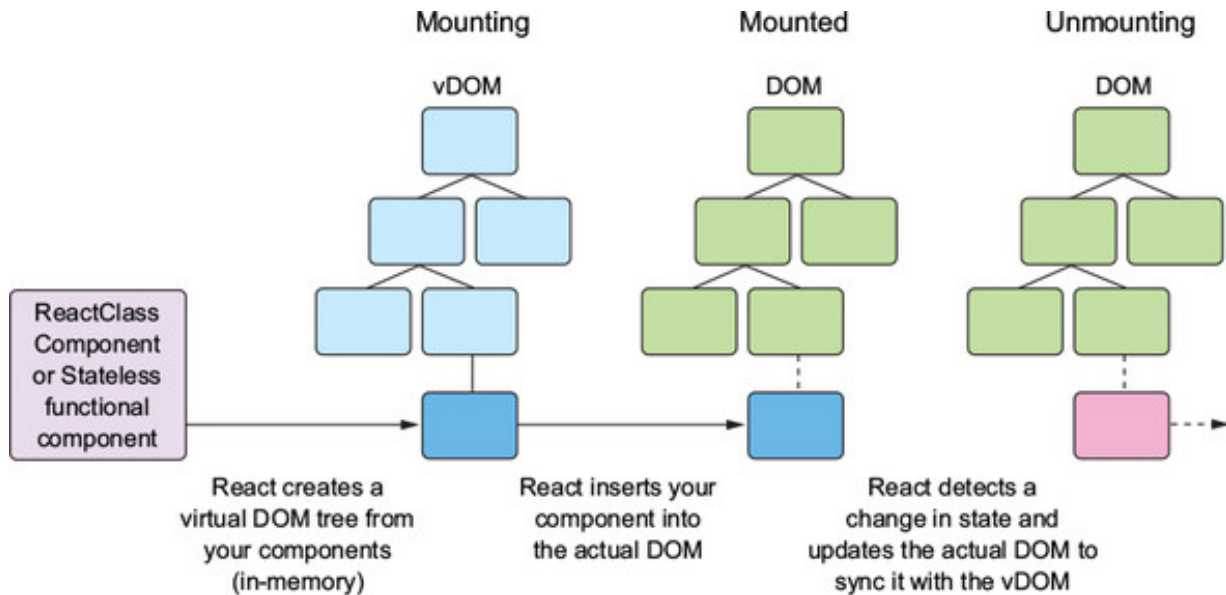 Mounting
Mounted
Unmounting
vDOM
DOM
DOM
ReactClass
Component
or Stateless
functional
component
React creates a
virtual DOM tree from
your components
(in-memory)
React inserts your
component into
the actual DOM
React detects a
change in state and
updates the actual DOM to
sync it with the vDOM